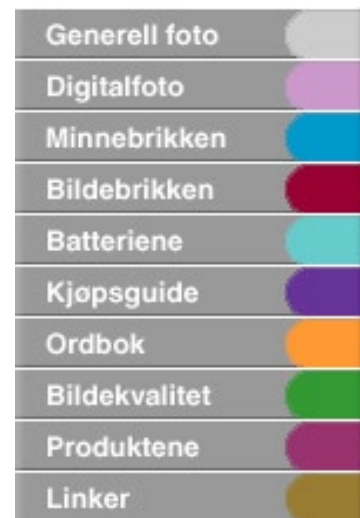 Generell foto
Digitalfoto
Minnebrikken
Bildebrikken
Batteriene
Kjøpsguide
Ordbok
Bildekvalitet
Produktene
Linker